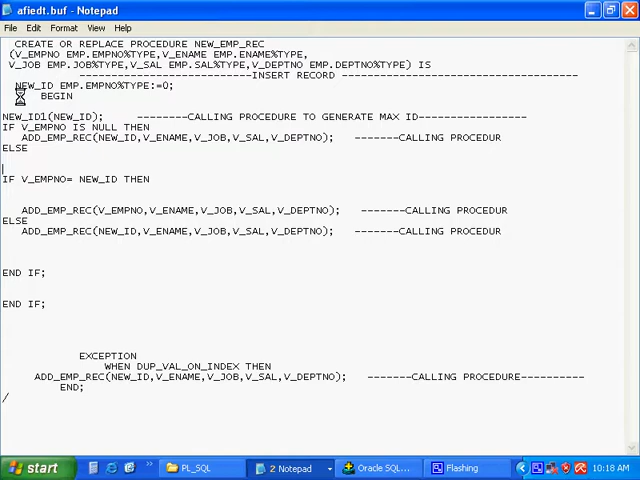 afiedt.buf - Notepad
File Edit Format View Help
CREATE OR REPLACE PROCEDURE NEW_EMP_REC
(V_EMPNO EMP.EMPNO%TYPE,V_ENAME EMP.ENAME%TYPE,
V_JOB EMP.JOB%TYPE,V_SAL EMP.SAL%TYPE,V_DEPTNO EMP.DEPTNO%TYPE) IS
---------------------------INSERT RECORD -------------------------------------
NEW_ID EMP.EMPNO%TYPE:=0;
BEGIN
NEW_ID1(NEW_ID); --------CALLING PROCEDURE TO GENERATE MAX ID-----------------
IF V_EMPNO IS NULL THEN
ADD_EMP_REC(NEW_ID,V_ENAME,V_JOB,V_SAL,V_DEPTNO); -------CALLING PROCEDUR
ELSE
IF V_EMPNO= NEW_ID THEN
ADD_EMP_REC(V_EMPNO,V_ENAME,V_JOB,V_SAL,V_DEPTNO); -------CALLING PROCEDUR
ELSE
ADD_EMP_REC(NEW_ID,V_ENAME,V_JOB,V_SAL,V_DEPTNO); -------CALLING PROCEDUR
END IF;
END IF;
EXCEPTION
WHEN DUP_VAL_ON_INDEX THEN
ADD_EMP_REC(NEW_ID,V_ENAME,V_JOB,V_SAL,V_DEPTNO); -------CALLING PROCEDURE----------
END;
/
start PL_SQL 2 Notepad Oracle SQL... Flashing 10:18 AM